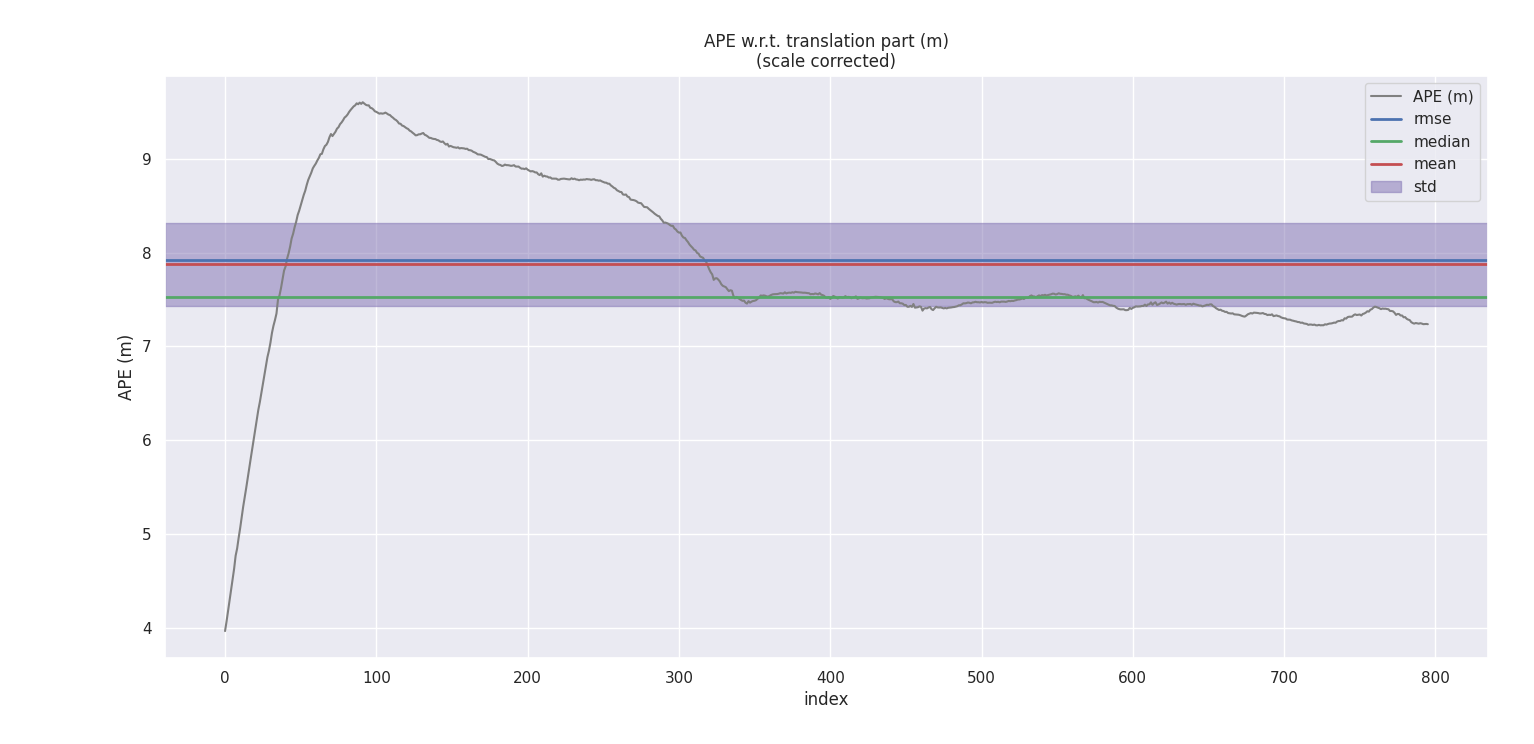 APE w.r.t. translation part (m)
(scale corrected)
APE (m)
rmse
median
mean
std
APE (m)
9
8
7
6
5
4
0 100 200 300 400 500 600 700 800
index